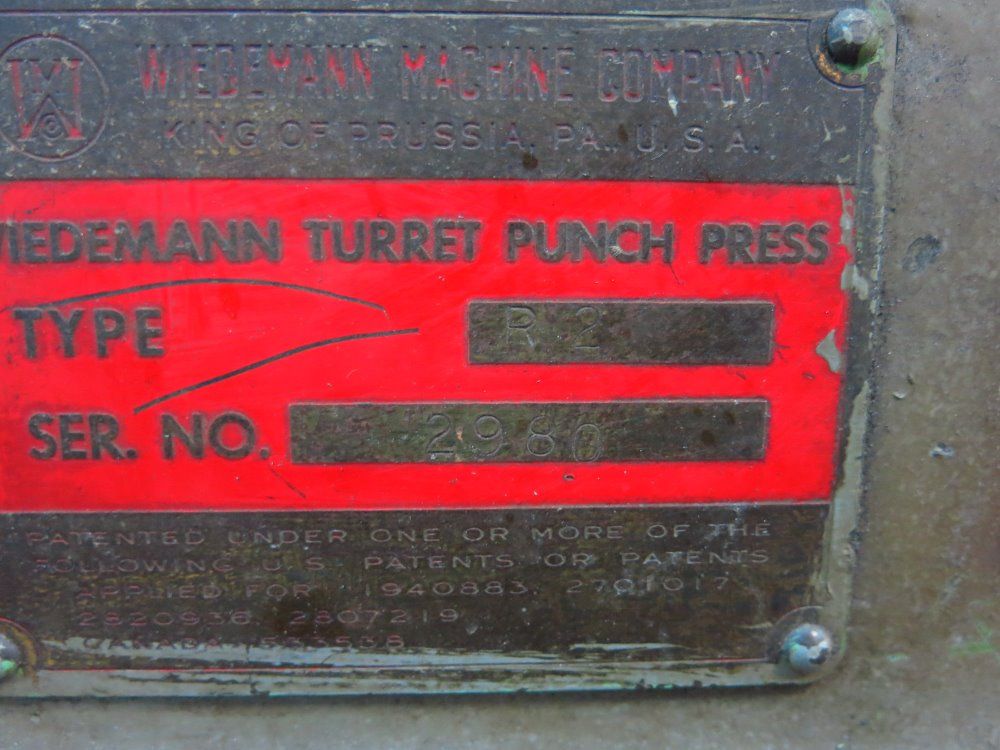 WIEDEMANN MACHINE COMPANY
KING OF PRUSSIA, PA., U. S. A.
WIEDEMANN TURRET PUNCH PRESS
TYPE R 2
SER. NO. 2980
PATENTED UNDER ONE OR MORE OF THE
FOLLOWING U.S. PATENTS OR PATENTS
APPLIED FOR 1940883, 2701017
2820936, 2807219
CANADA